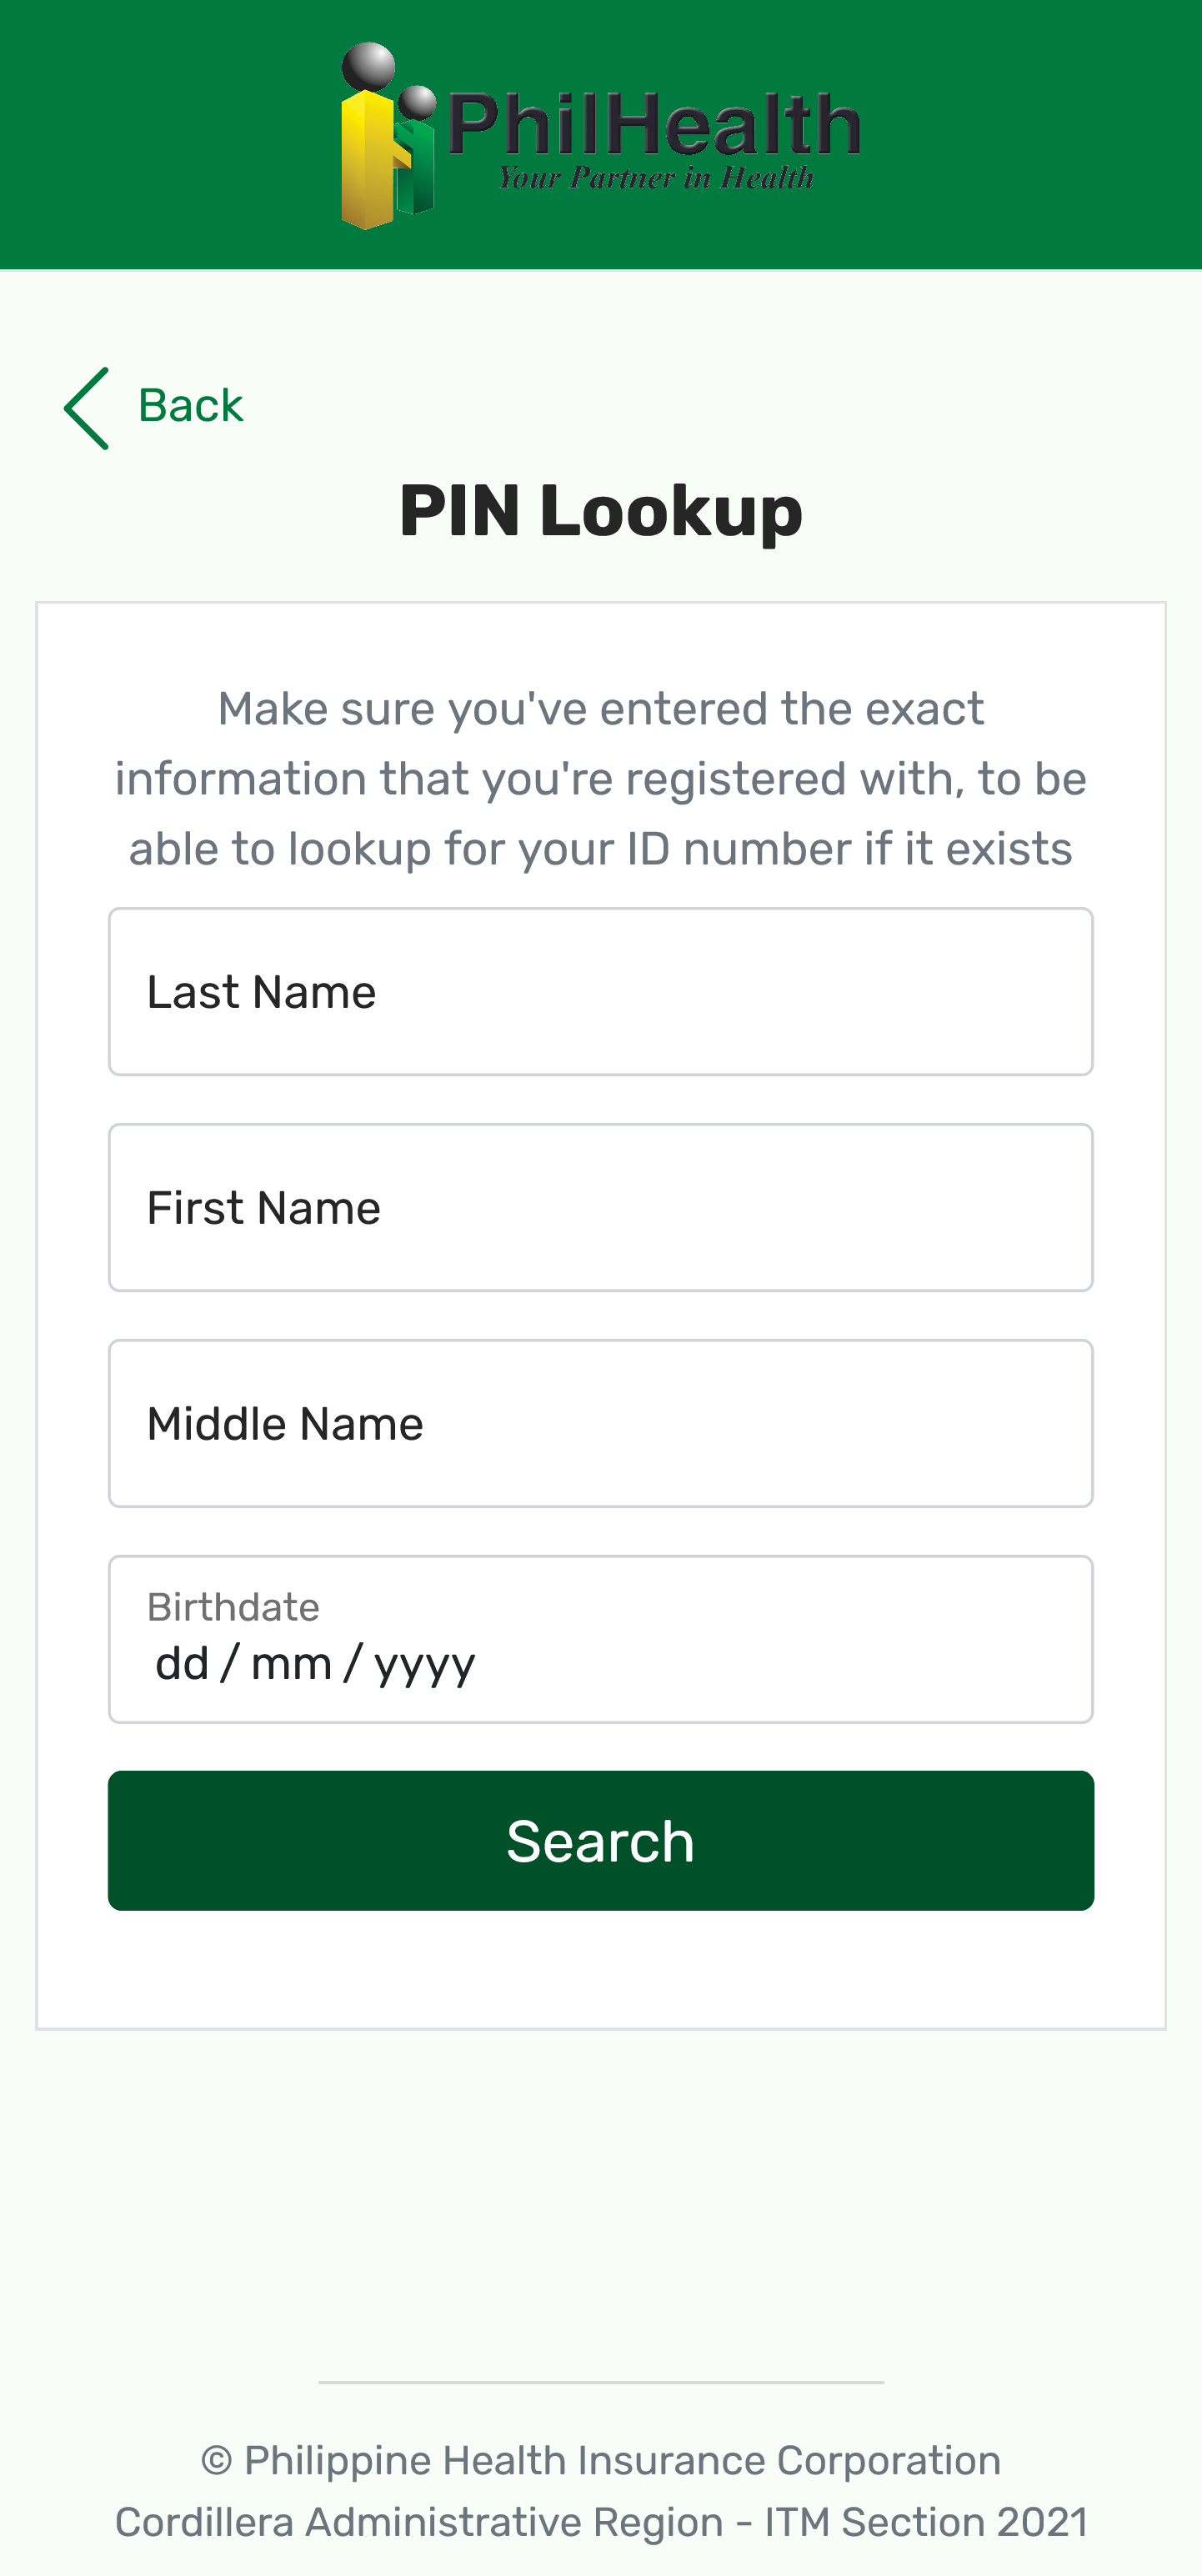 PhilHealth
Your Partner in Health
Back
PIN Lookup
Make sure you've entered the exact
information that you're registered with, to be
able to lookup for your ID number if it exists
Last Name
First Name
Middle Name
Birthdate
dd / mm / yyyy
Search
© Philippine Health Insurance Corporation
Cordillera Administrative Region - ITM Section 2021